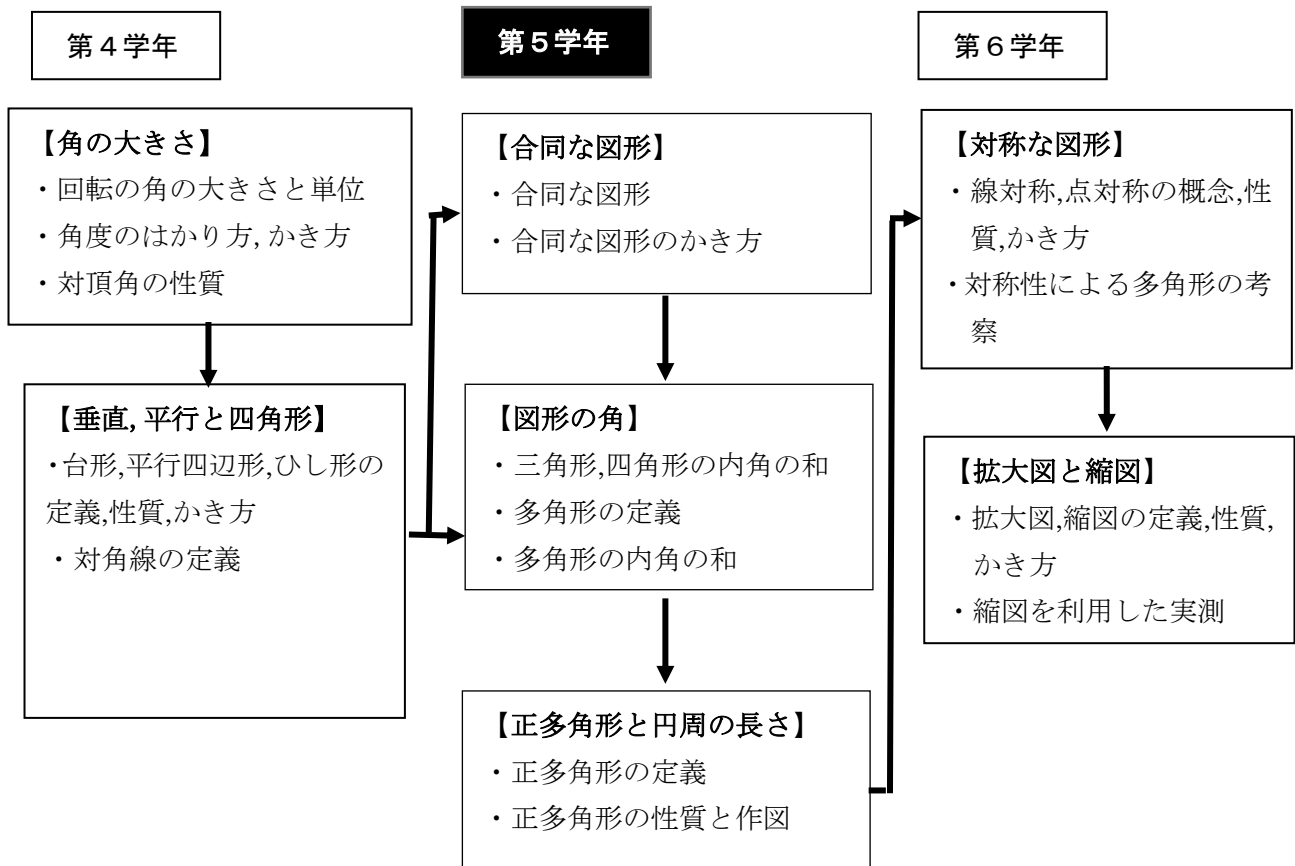 第４学年
第５学年
第６学年
【角の大きさ】
・回転の角の大きさと単位
・角度のはかり方, かき方
・対頂角の性質
【垂直, 平行と四角形】
・台形,平行四辺形,ひし形の
定義,性質,かき方
・対角線の定義
【合同な図形】
・合同な図形
・合同な図形のかき方
【図形の角】
・三角形,四角形の内角の和
・多角形の定義
・多角形の内角の和
【正多角形と円周の長さ】
・正多角形の定義
・正多角形の性質と作図
【対称な図形】
・線対称,点対称の概念,性
質,かき方
・対称性による多角形の考
察
【拡大図と縮図】
・拡大図,縮図の定義,性質,
かき方
・縮図を利用した実測